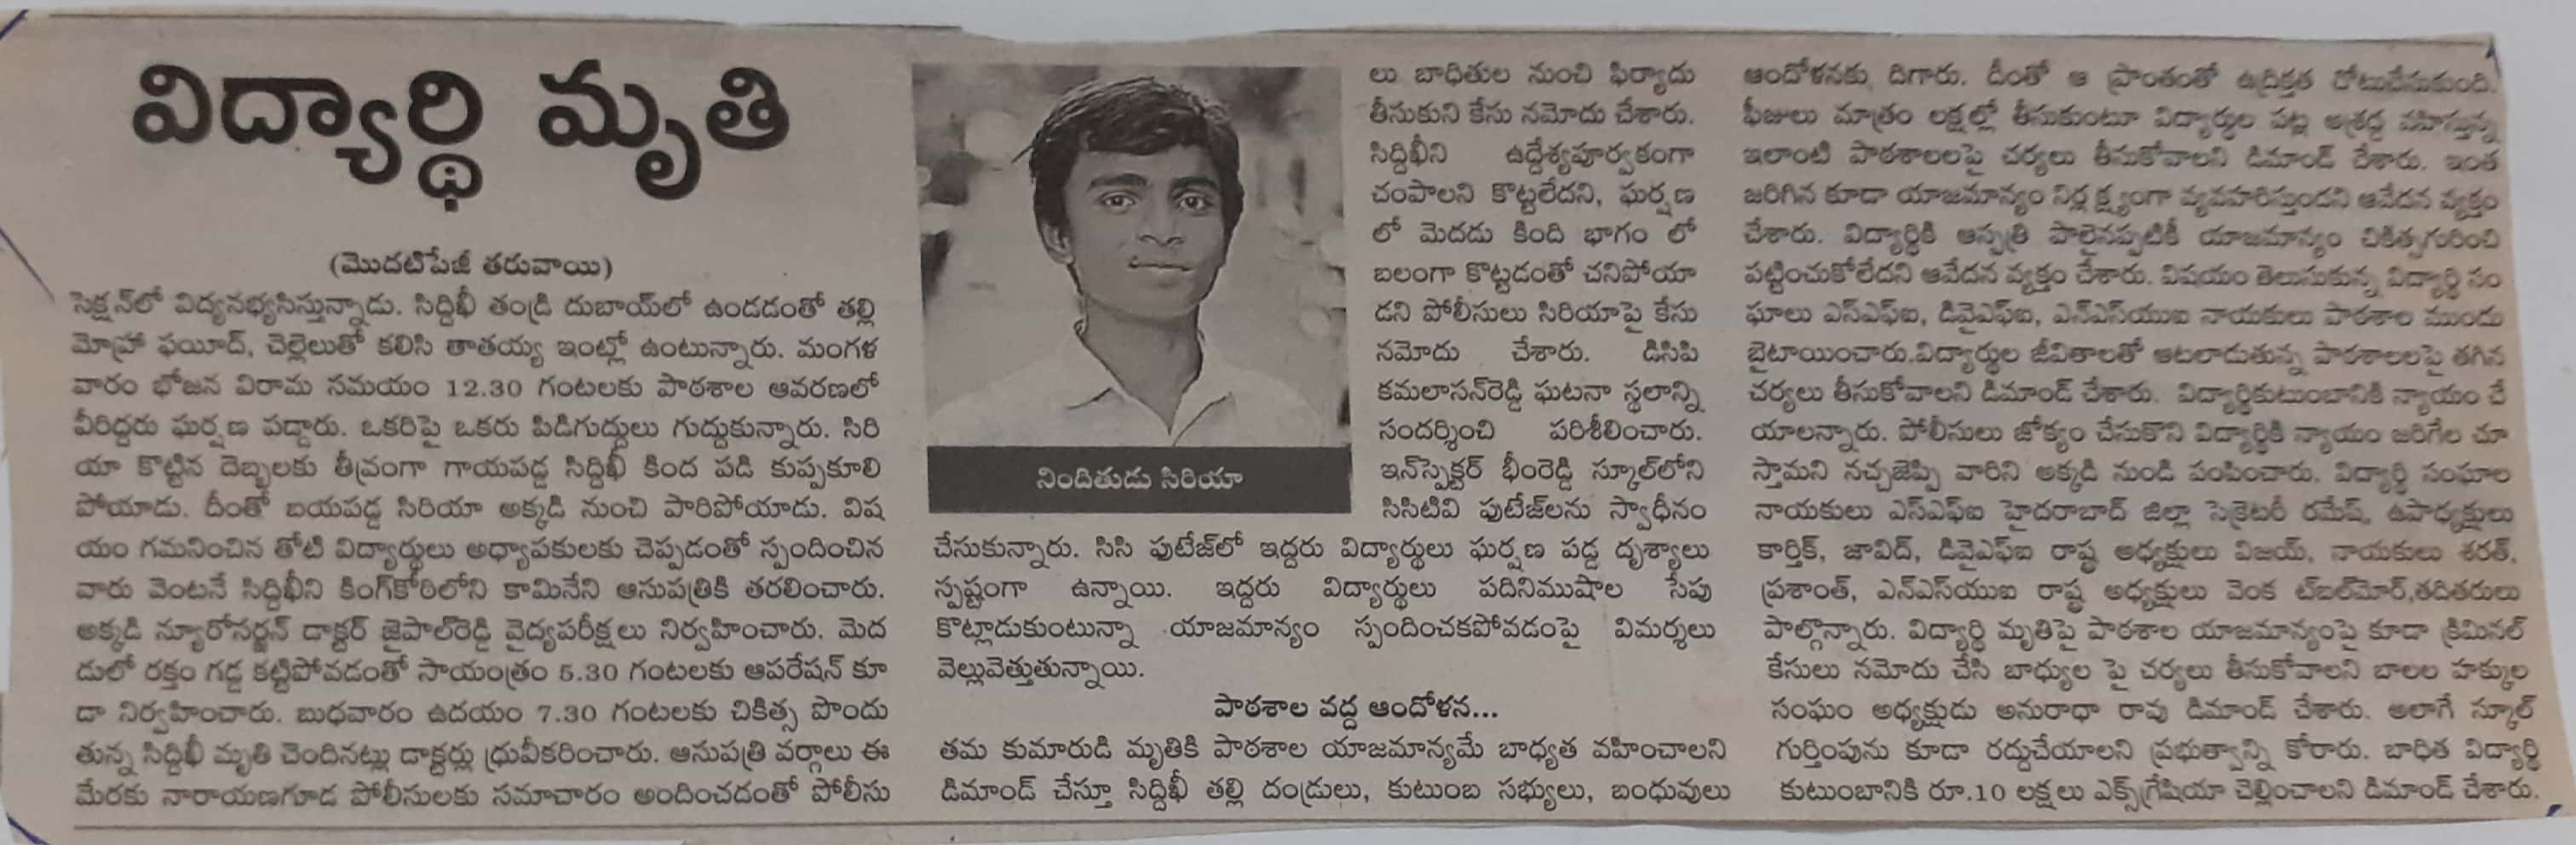 విద్యార్థి మృతి
(మొదటిపేజీ తరువాయి)
సెక్షన్‌లో విద్యనభ్యసిస్తున్నాడు. సిద్దిఖీ తండ్రి దుబాయ్‌లో ఉండడంతో తల్లి
మోహ్రా ఫయీద్, చెల్లెలుతో కలిసి తాతయ్య ఇంట్లో ఉంటున్నారు. మంగళ
వారం భోజన విరామ సమయం 12.30 గంటలకు పాఠశాల ఆవరణలో
వీరిద్దరు ఘర్షణ పడ్డారు. ఒకరిపై ఒకరు పిడిగుద్దులు గుద్దుకున్నారు. సిరి
యా కొట్టిన దెబ్బలకు తీవ్రంగా గాయపడ్డ సిద్దిఖీ కింద పడి కుప్పకూలి
పోయాడు. దీంతో బయపడ్డ సిరియా అక్కడి నుంచి పారిపోయాడు. విష
యం గమనించిన తోటి విద్యార్థులు అధ్యాపకులకు చెప్పడంతో స్పందించిన
వారు వెంటనే సిద్దిఖీని కింగ్‌కోఠిలోని కామినేని ఆసుపత్రికి తరలించారు.
అక్కడి న్యూరోసర్జన్ డాక్టర్ జైపాల్‌రెడ్డి వైద్యపరీక్షలు నిర్వహించారు. మెద
డులో రక్తం గడ్డ కట్టిపోవడంతో సాయంత్రం 5.30 గంటలకు ఆపరేషన్ కూ
డా నిర్వహించారు. బుధవారం ఉదయం 7.30 గంటలకు చికిత్స పొందు
తున్న సిద్దిఖీ మృతి చెందినట్లు డాక్టర్లు ధ్రువీకరించారు. ఆసుపత్రి వర్గాలు ఈ
మేరకు నారాయణగూడ పోలీసులకు సమాచారం అందించడంతో పోలీసు
నిందితుడు సిరియా
లు బాధితుల నుంచి ఫిర్యాదు
తీసుకుని కేసు నమోదు చేశారు.
సిద్దిఖీని ఉద్దేశ్యపూర్వకంగా
చంపాలని కొట్టలేదని, ఘర్షణ
లో మెదడు కింది భాగం లో
బలంగా కొట్టడంతో చనిపోయా
డని పోలీసులు సిరియాపై కేసు
నమోదు చేశారు. డిసిపి
కమలాసన్‌రెడ్డి ఘటనా స్థలాన్ని
సందర్శించి పరిశీలించారు.
ఇన్‌స్పెక్టర్ భీంరెడ్డి స్కూల్‌లోని
సిసిటివి ఫుటేజ్‌లను స్వాధీనం
చేసుకున్నారు. సిసి ఫుటేజ్‌లో ఇద్దరు విద్యార్థులు ఘర్షణ పడ్డ దృశ్యాలు
స్పష్టంగా ఉన్నాయి. ఇద్దరు విద్యార్థులు పదినిముషాల సేపు
కొట్లాడుకుంటున్నా యాజమాన్యం స్పందించకపోవడంపై విమర్శలు
వెల్లువెత్తుతున్నాయి.
పాఠశాల వద్ద ఆందోళన...
తమ కుమారుడి మృతికి పాఠశాల యాజమాన్యమే బాధ్యత వహించాలని
డిమాండ్ చేస్తూ సిద్దిఖీ తల్లి దండ్రులు, కుటుంబ సభ్యులు, బంధువులు
ఆందోళనకు దిగారు. దీంతో ఆ ప్రాంతంతో ఉద్రిక్తత చోటుచేసుకుంది.
ఫీజులు మాత్రం లక్షల్లో తీసుకుంటూ విద్యార్థుల పట్ల అశ్రద్ధ వహిస్తున్న
ఇలాంటి పాఠశాలలపై చర్యలు తీసుకోవాలని డిమాండ్ చేశారు. ఇంత
జరిగిన కూడా యాజమాన్యం నిర్ల క్ష్యంగా వ్యవహరిస్తుందని ఆవేదన వ్యక్తం
చేశారు. విద్యార్థికి ఆస్పత్రి పాలైనప్పటికీ యాజమాన్యం చికిత్సగురించి
పట్టించుకోలేదని ఆవేదన వ్యక్తం చేశారు. విషయం తెలుసుకున్న విద్యార్థి సం
ఘాలు ఎస్ఎఫ్ఐ, డివైఎఫ్ఐ, ఎన్ఎస్‌యుఐ నాయకులు పాఠశాల ముందు
బైటాయించారు.విద్యార్థుల జీవితాలతో ఆటలాడుతున్న పాఠశాలలపై తగిన
చర్యలు తీసుకోవాలని డిమాండ్ చేశారు. విద్యార్థికుటుంబానికి న్యాయం చే
యాలన్నారు. పోలీసులు జోక్యం చేసుకొని విద్యార్థికి న్యాయం జరిగేల చూ
స్తామని నచ్చజెప్పి వారిని అక్కడి నుండి పంపించారు. విద్యార్థి సంఘాల
నాయకులు ఎస్ఎఫ్ఐ హైదరాబాద్ జిల్లా సెక్రెటరీ రమేష్, ఉపాధ్యక్షులు
కార్తిక్, జావిద్, డివైఎఫ్ఐ రాష్ట్ర అధ్యక్షులు విజయ్, నాయకులు శరత్,
ప్రశాంత్, ఎన్ఎస్‌యుఐ రాష్ట్ర అధ్యక్షులు వెంక ట్‌బల్‌మోర్,తదితరులు
పాల్గొన్నారు. విద్యార్థి మృతిపై పాఠశాల యాజమాన్యంపై కూడా క్రిమినల్
కేసులు నమోదు చేసి బాధ్యుల పై చర్యలు తీసుకోవాలని బాలల హక్కుల
సంఘం అధ్యక్షుడు అనురాధా రావు డిమాండ్ చేశారు. అలాగే స్కూల్
గుర్తింపును కూడా రద్దుచేయాలని ప్రభుత్వాన్ని కోరారు. బాధిత విద్యార్థి
కుటుంబానికి రూ.10 లక్షలు ఎక్స్‌గ్రేషియా చెల్లించాలని డిమాండ్ చేశారు.